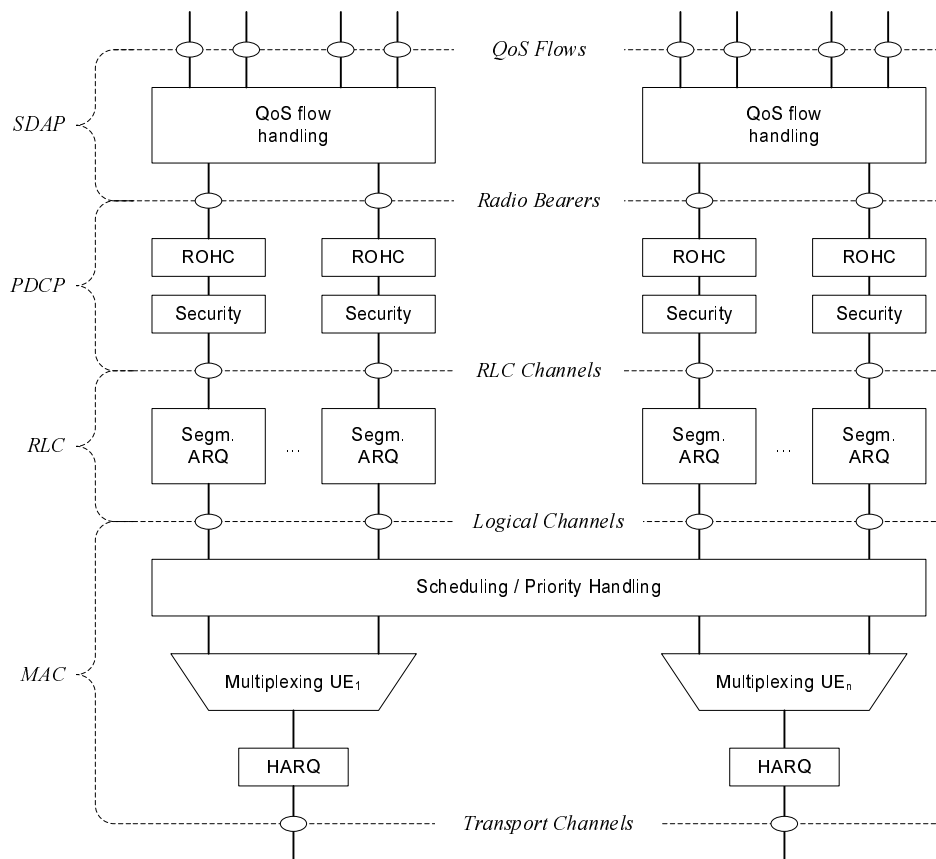 QoS Flows
QoS flow
handling
QoS flow
handling
SDAP
Radio Bearers
ROHC
ROHC
ROHC
ROHC
PDCP
Security
Security
Security
Security
RLC Channels
Segm.
ARQ
...
Segm.
ARQ
Segm.
ARQ
...
Segm.
ARQ
RLC
Logical Channels
Scheduling / Priority Handling
MAC
Multiplexing UE₁
Multiplexing UEₙ
HARQ
HARQ
Transport Channels